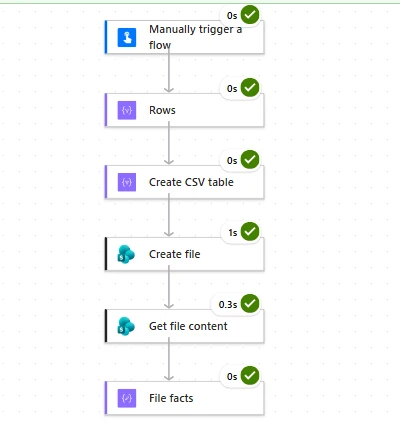 0s
Manually trigger a
flow
0s
Rows
0s
Create CSV table
1s
Create file
0.3s
Get file content
0s
File facts